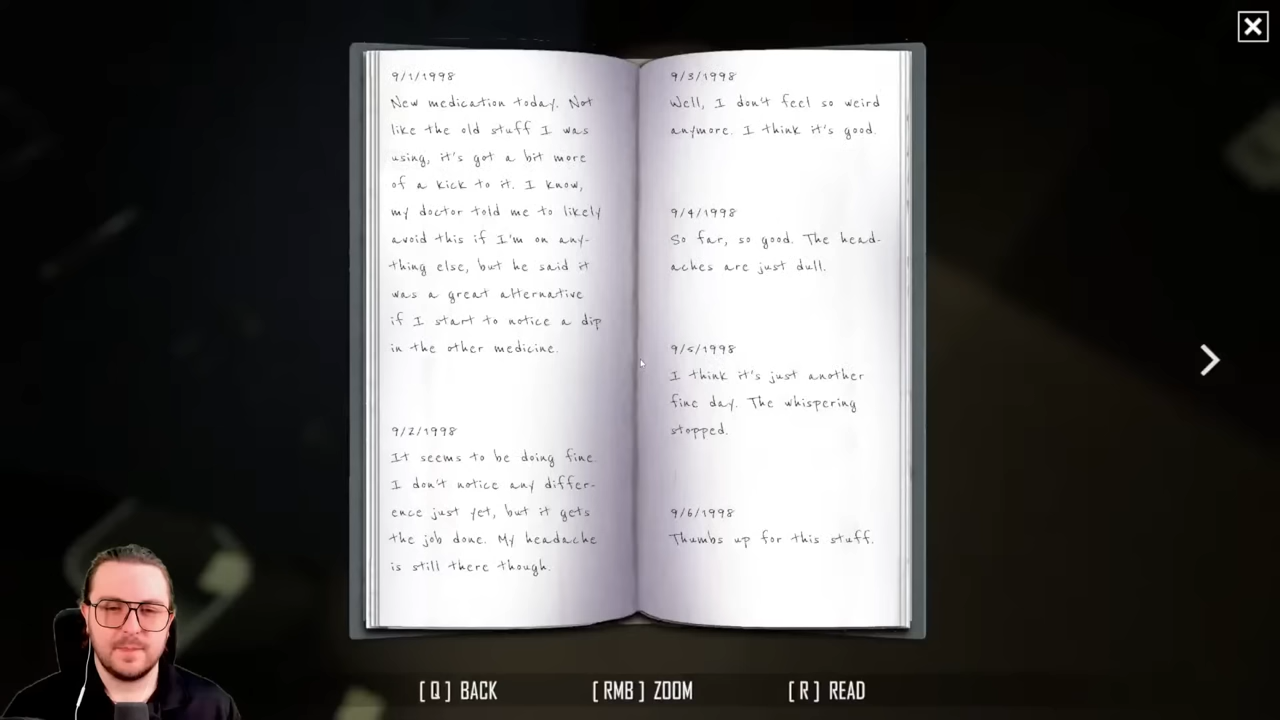 9/1/1998
New medication today. Not
like the old stuff I was
using, it's got a bit more
of a kick to it. I know,
my doctor told me to likely
avoid this if I'm on any-
thing else, but he said it
was a great alternative
if I start to notice a dip
in the other medicine.
9/2/1998
It seems to be doing fine.
I don't notice any differ-
ence just yet, but it gets
the job done. My headache
is still there though.
9/3/1998
Well, I don't feel so weird
anymore. I think it's good.
9/4/1998
So far, so good. The head-
aches are just dull.
9/5/1998
I think it's just another
fine day. The whispering
stopped.
9/6/1998
Thumbs up for this stuff.
[Q] BACK
[RMB] ZOOM
[R] READ